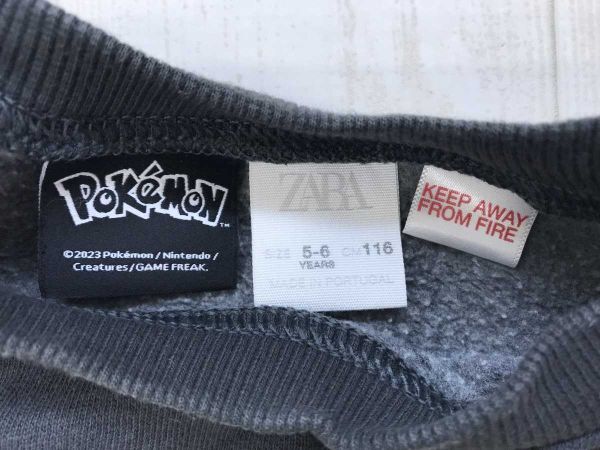 POKéMON™
©2023 Pokémon / Nintendo /
Creatures / GAME FREAK.
ZARA
SIZE 5-6 CM 116
YEARS
MADE IN PORTUGAL
KEEP AWAY
FROM FIRE